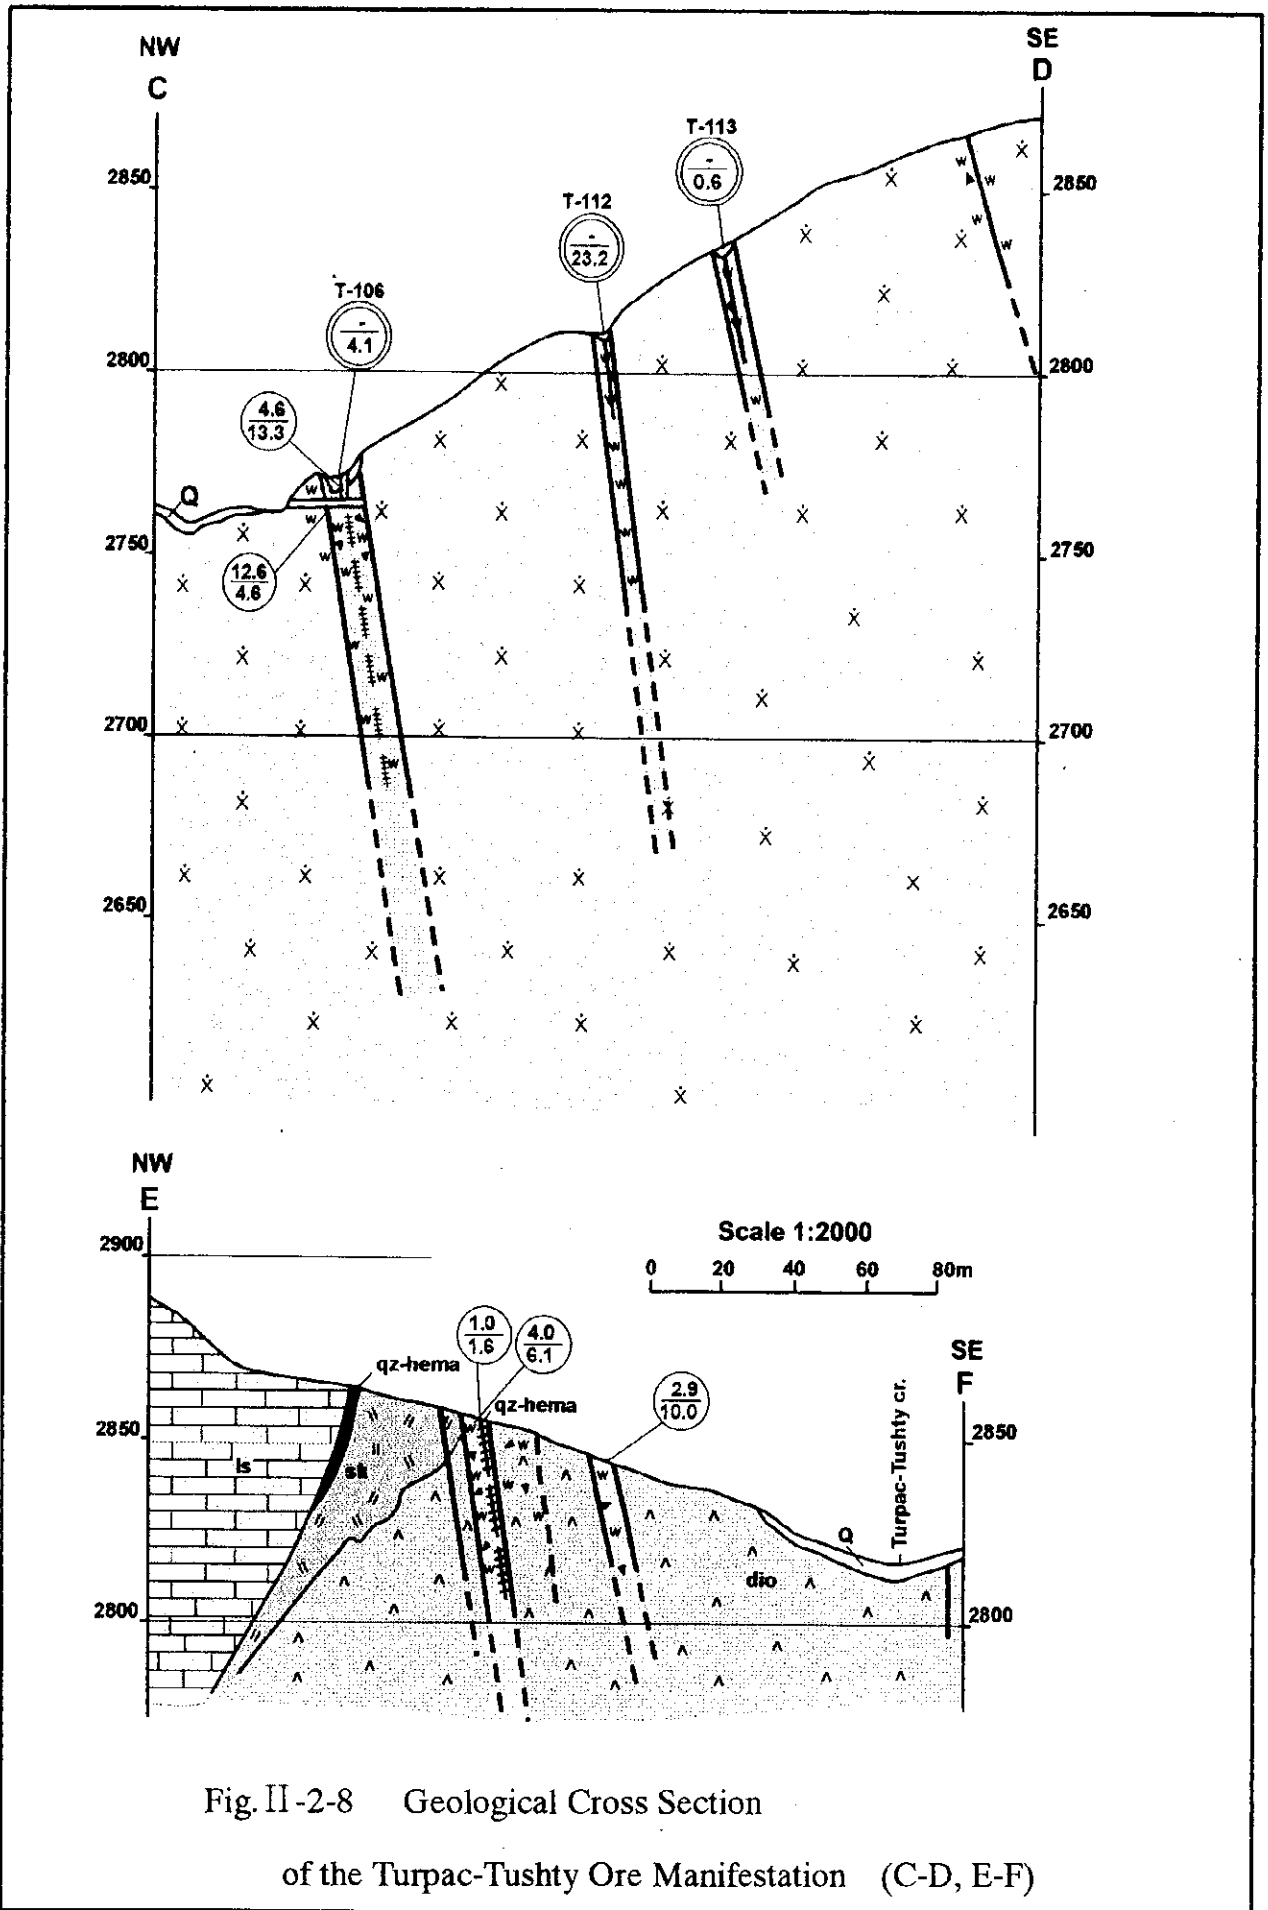 NW
C
SE
D
T-113
-
0.6
T-112
-
23.2
T-106
-
4.1
4.6
13.3
12.6
4.6
Q
2850
2800
2750
2700
2650
2850
2800
2750
2700
2650
w
NW
E
Scale 1:2000
0 20 40 60 80m
2900
2850
2800
1.0
1.6
4.0
6.1
2.9
10.0
qz-hema
qz-hema
ls
sk
dio
Q
Turpac-Tushty cr.
SE
F
2850
2800
Fig. II-2-8 Geological Cross Section
of the Turpac-Tushty Ore Manifestation (C-D, E-F)